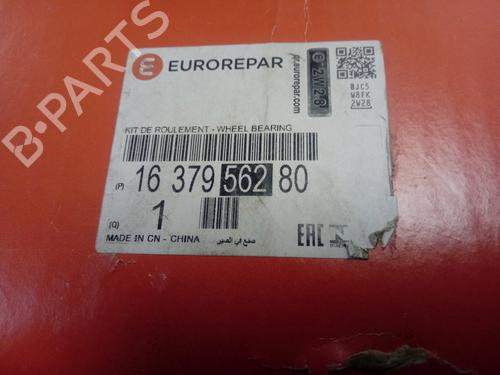 B-PARTS
EUROREPAR
eurorepar.com
e 2W28
BJC5
W8FK
2W28
KIT DE ROULEMENT - WHEEL BEARING
(P) 16 379 562 80
(Q) 1
MADE IN CN - CHINA
صنع في الصين
EAC